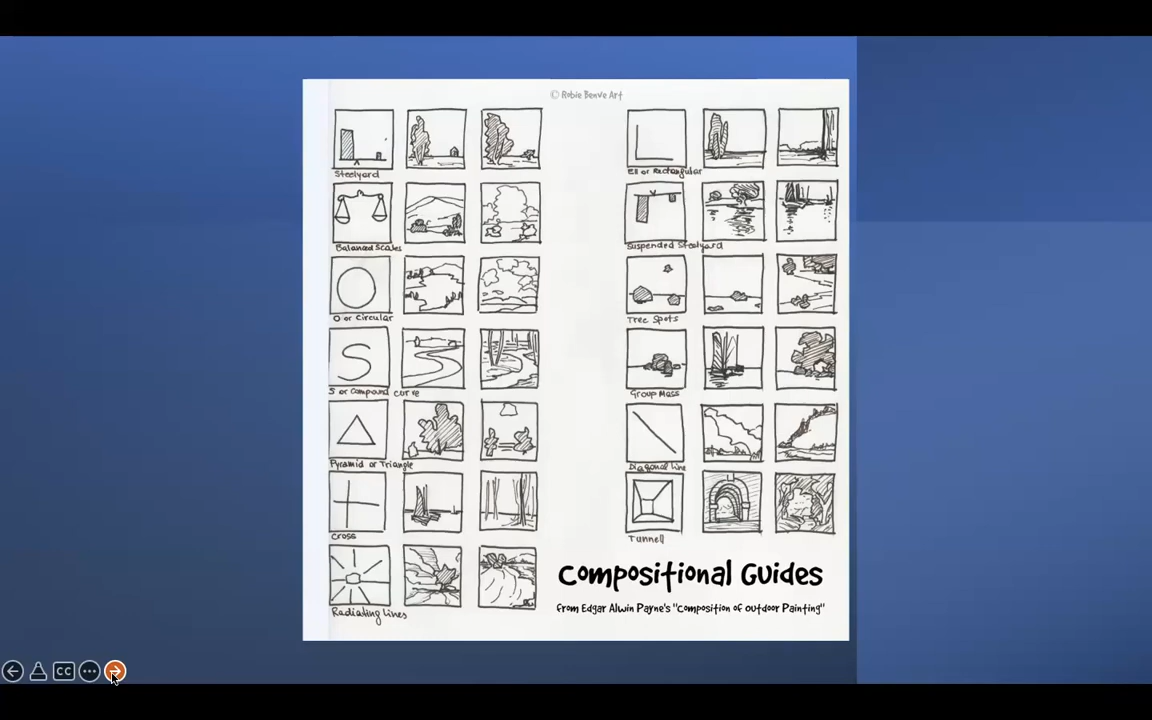 © Robie Benve Art
Steelyard
Balanced Scales
O or Circular
S or Compound curve
Pyramid or Triangle
Cross
Radiating Lines
Ell or Rectangular
Suspended Steelyard
Tree Spots
Group Mass
Diagonal Line
Tunnell
Compositional Guides
from Edgar Alwin Payne's "Composition of Outdoor Painting"
CC